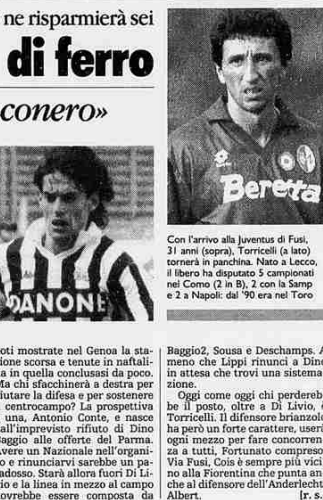 ne risparmierà sei
di ferro
conero»
Beretta
DANONE
Con l'arrivo alla Juventus di Fusi,
31 anni (sopra), Torricelli (a lato)
tornerà in panchina. Nato a Lecco,
il libero ha disputato 5 campionati
nel Como (2 in B), 2 con la Samp
e 2 a Napoli: dal '90 era nel Toro
oti mostrate nel Genoa la sta-
ione scorsa e tenute in naftali-
a in quella conclusasi da poco.
Ma chi sfacchinerà a destra per
iutare la difesa e per sostenere
centrocampo? La prospettiva
una, Antonio Conte, e nasce
all'imprevisto rifiuto di Dino
aggio alle offerte del Parma.
Avere un Nazionale nell'organi-
o e rinunciarvi sarebbe un pa-
adosso. Starà allora fuori Di Li-
io e la linea in mezzo al campo
ovrebbe essere composta da
Baggio2, Sousa e Deschamps. A
meno che Lippi rinunci a Dino
in attesa che trovi una sistema-
zione.
Oggi come oggi chi perdereb-
be il posto, oltre a Di Livio, è
Torricelli. Il difensore brianzolo
ha però un forte carattere, userà
ogni mezzo per fare concorren-
za a tutti, Fortunato compreso.
Via Fusi, Cois è sempre più vici-
no alla Fiorentina che punta an-
che al difensore dell'Anderlecht
Albert. [r. c